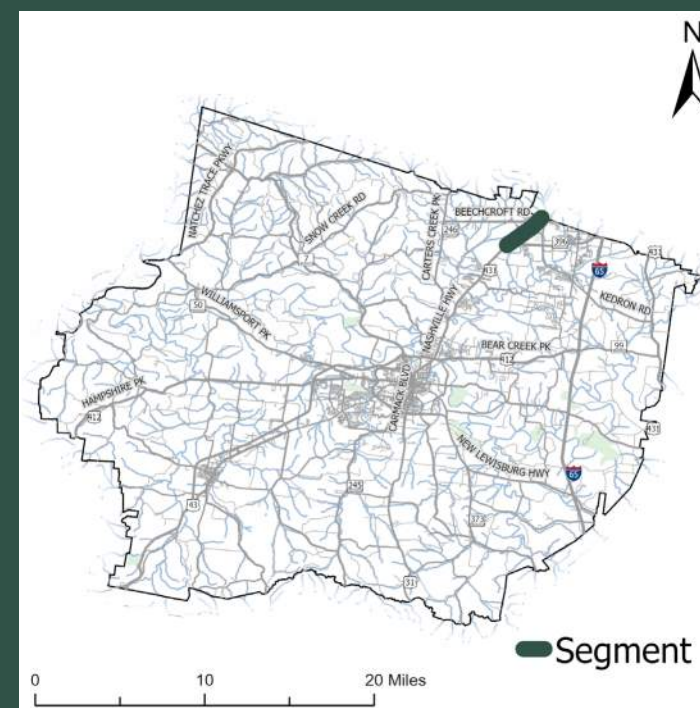 N
NATCHEZ TRACE PKWY
SNOW CREEK RD
CARTERS CREEK PK
BEECHCROFT RD
246
396
431
65
431
7
50
WILLIAMSPORT PK
NASHVILLE HWY
KEDRON RD
BEAR CREEK PK
412
99
HAMPSHIRE PK
412
CARMACK BLVD
431
NEW LEWISBURG HWY
65
245
43
373
31
Segment
0
10
20 Miles